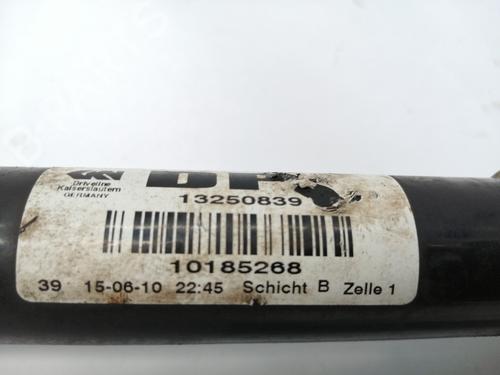 Driveline
Kaiserslautern
GERMANY
13250839
10185268
39 15-06-10 22:45 Schicht B Zelle 1